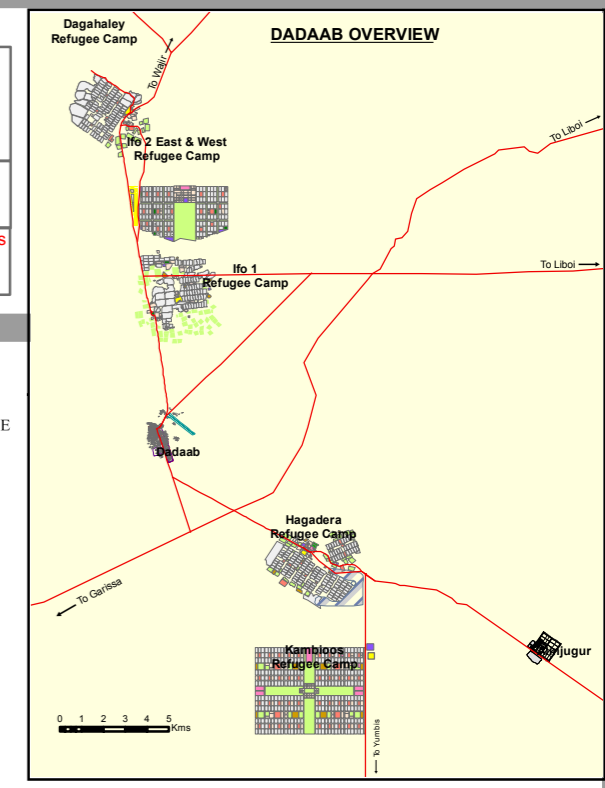 DADAAB OVERVIEW
Dagahaley
Refugee Camp
To Wajir
Ifo 2 East & West
Refugee Camp
To Liboi
Ifo 1
Refugee Camp
To Liboi
S
E
Dadaab
Hagadera
Refugee Camp
To Garissa
Kambioos
Refugee Camp
0 1 2 3 4 5
Kms
To Yumbis